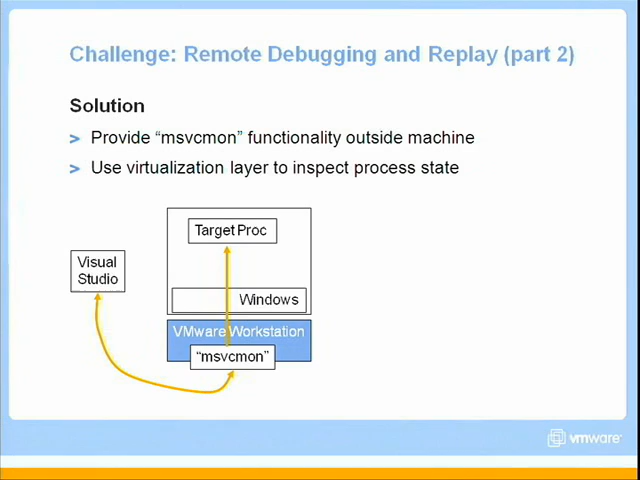 Challenge: Remote Debugging and Replay (part 2)
Solution
> Provide “msvcmon” functionality outside machine
> Use virtualization layer to inspect process state
Target Proc
Visual
Studio
Windows
VMware Workstation
“msvcmon”
vmware